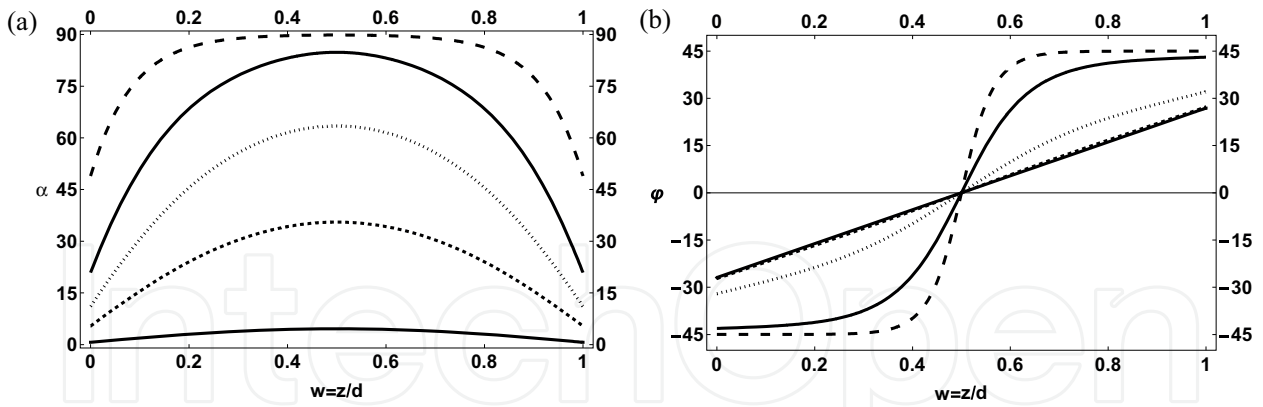 (a)
0 0.2 0.4 0.6 0.8 1
90 90
75 75
60 60
α 45 45
30 30
15 15
0 0
0 0.2 0.4 0.6 0.8 1
w=z/d
(b)
0 0.2 0.4 0.6 0.8 1
45 45
30 30
15 15
φ 0 0
−15 −15
−30 −30
−45 −45
0 0.2 0.4 0.6 0.8 1
w=z/d
IntechOpen